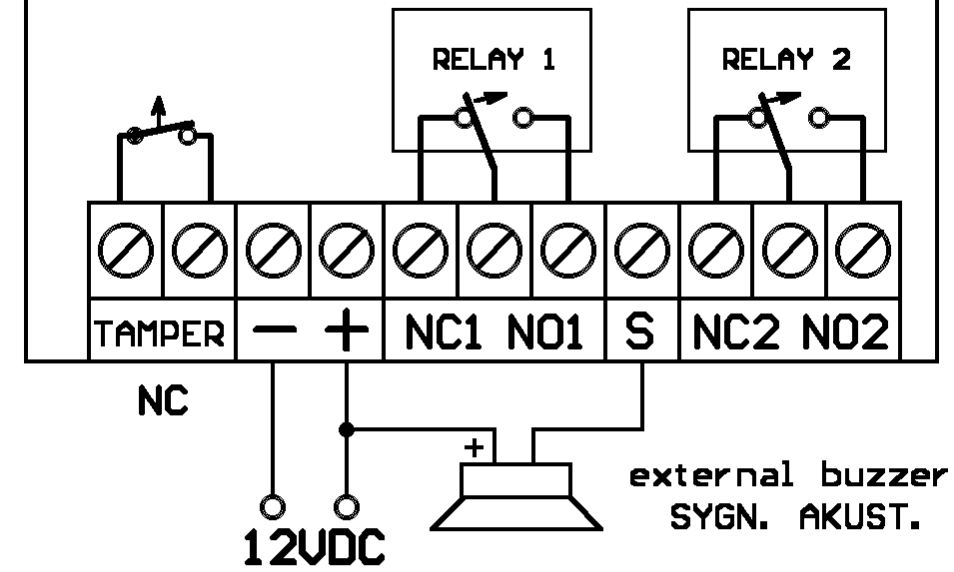 RELAY 1 RELAY 2
TAMPER − + NC1 NO1 S NC2 NO2
NC
+
external buzzer
SYGN. AKUST.
12VDC